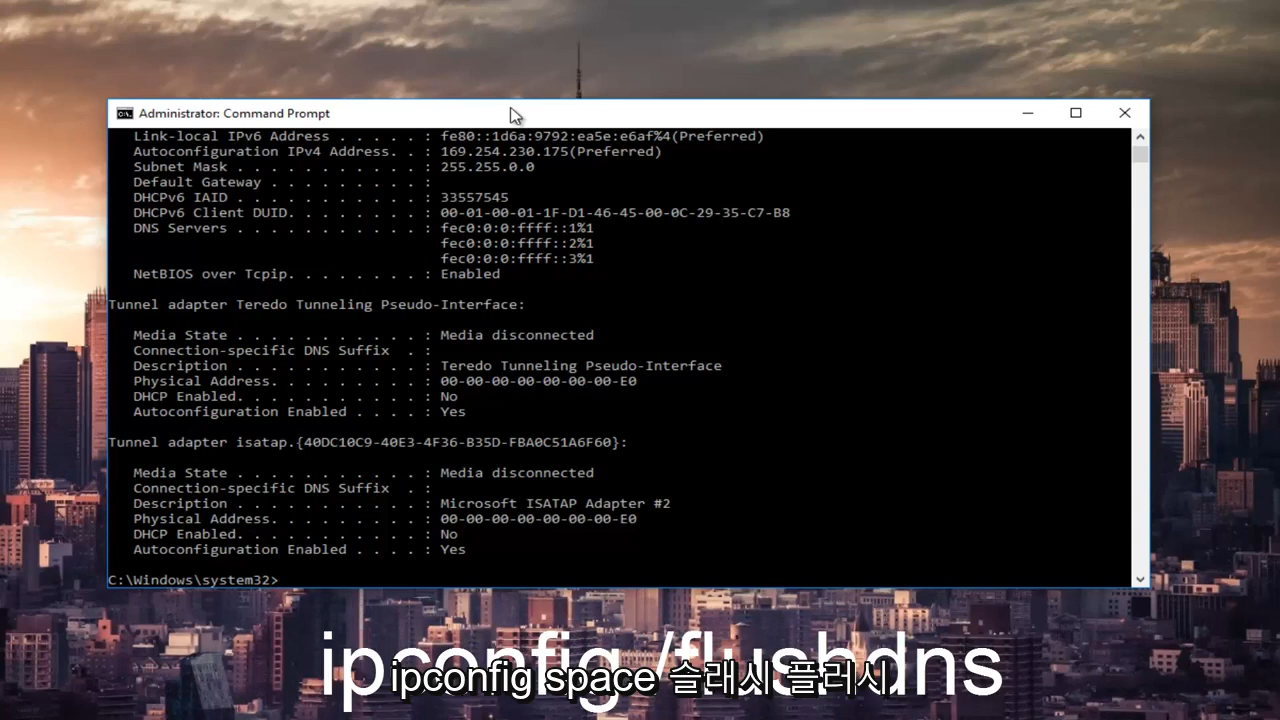 Administrator: Command Prompt
Link-local IPv6 Address . . . . . : fe80::1d6a:9792:ea5e:e6af%4(Preferred)
Autoconfiguration IPv4 Address. . : 169.254.230.175(Preferred)
Subnet Mask . . . . . . . . . . . : 255.255.0.0
Default Gateway . . . . . . . . . :
DHCPv6 IAID . . . . . . . . . . . : 33557545
DHCPv6 Client DUID. . . . . . . . : 00-01-00-01-1F-D1-46-45-00-0C-29-35-C7-B8
DNS Servers . . . . . . . . . . . : fec0:0:0:ffff::1%1
fec0:0:0:ffff::2%1
fec0:0:0:ffff::3%1
NetBIOS over Tcpip. . . . . . . . : Enabled
Tunnel adapter Teredo Tunneling Pseudo-Interface:
Media State . . . . . . . . . . . : Media disconnected
Connection-specific DNS Suffix . :
Description . . . . . . . . . . . : Teredo Tunneling Pseudo-Interface
Physical Address. . . . . . . . . : 00-00-00-00-00-00-00-E0
DHCP Enabled. . . . . . . . . . . : No
Autoconfiguration Enabled . . . . : Yes
Tunnel adapter isatap.{40DC10C9-40E3-4F36-B35D-FBA0C51A6F60}:
Media State . . . . . . . . . . . : Media disconnected
Connection-specific DNS Suffix . :
Description . . . . . . . . . . . : Microsoft ISATAP Adapter #2
Physical Address. . . . . . . . . : 00-00-00-00-00-00-00-E0
DHCP Enabled. . . . . . . . . . . : No
Autoconfiguration Enabled . . . . : Yes
C:\Windows\system32>
ipconfig /flushdns
ipconfig space 슬래시 플러시